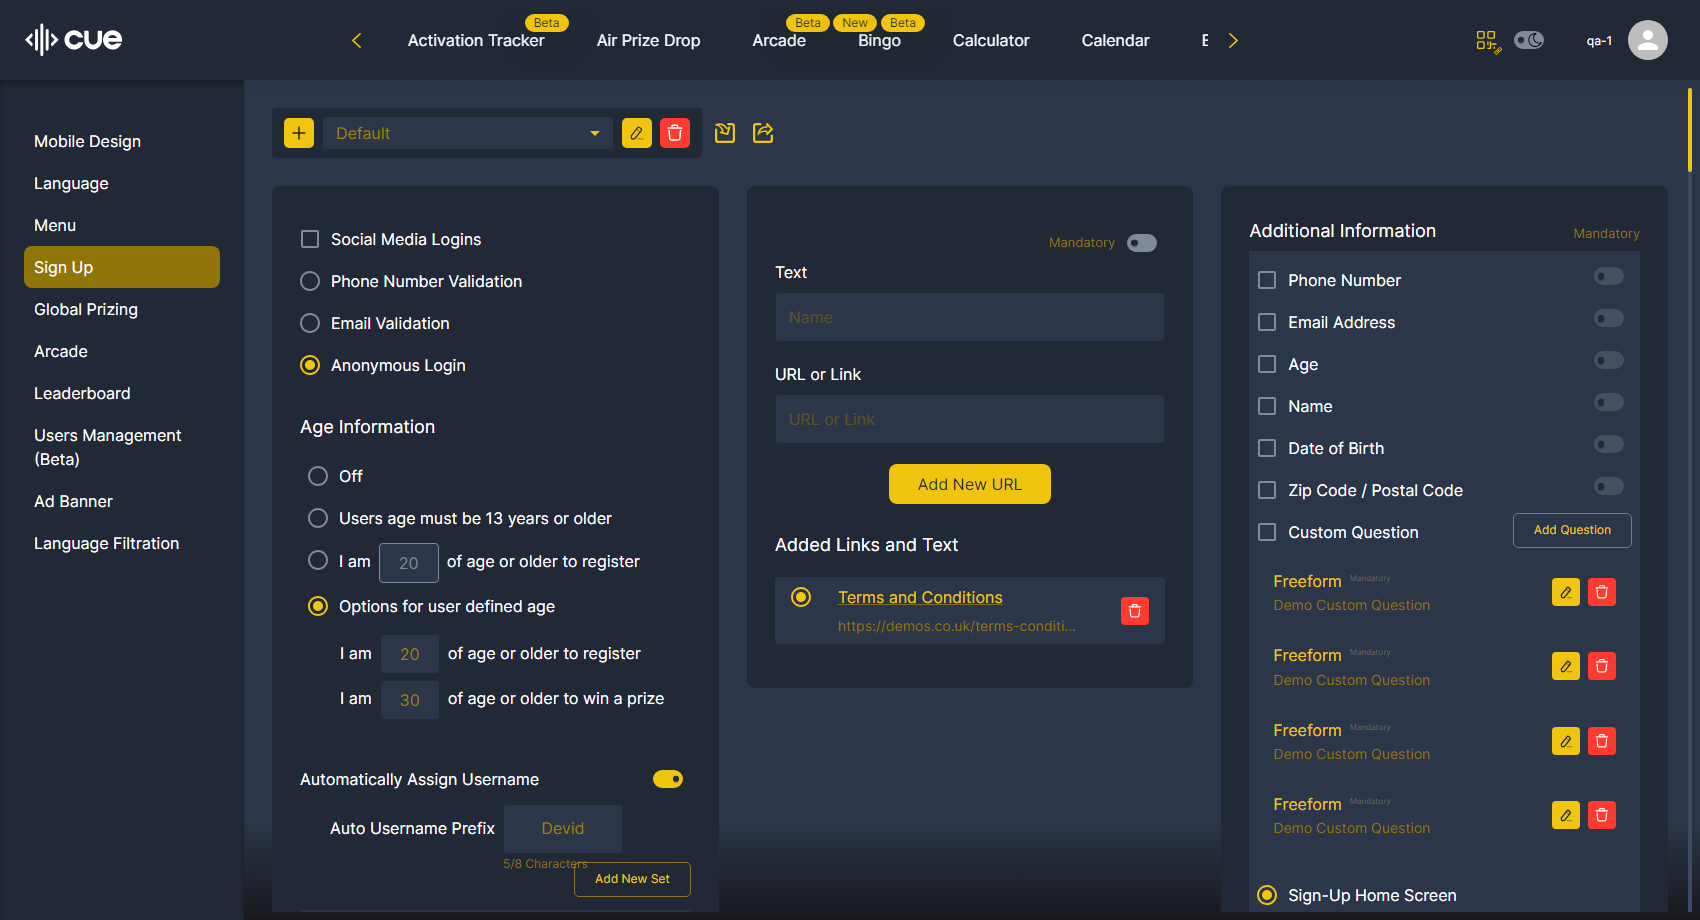 cue
Beta
Beta
New
Beta
Activation Tracker
Air Prize Drop
Arcade
Bingo
Calculator
Calendar
qa-1
Mobile Design
Language
Menu
Sign Up
Global Prizing
Arcade
Leaderboard
Users Management
(Beta)
Ad Banner
Language Filtration
Default
Social Media Logins
Phone Number Validation
Email Validation
Anonymous Login
Age Information
Off
Users age must be 13 years or older
I am 20 of age or older to register
Options for user defined age
I am 20 of age or older to register
I am 30 of age or older to win a prize
Automatically Assign Username
Auto Username Prefix Devid
5/8 Characters
Add New Set
Mandatory
Text
Name
URL or Link
URL or Link
Add New URL
Added Links and Text
Terms and Conditions
https://demos.co.uk/terms-conditi...
Additional Information Mandatory
Phone Number
Email Address
Age
Name
Date of Birth
Zip Code / Postal Code
Custom Question Add Question
Freeform Mandatory
Demo Custom Question
Freeform Mandatory
Demo Custom Question
Freeform Mandatory
Demo Custom Question
Freeform Mandatory
Demo Custom Question
Sign-Up Home Screen